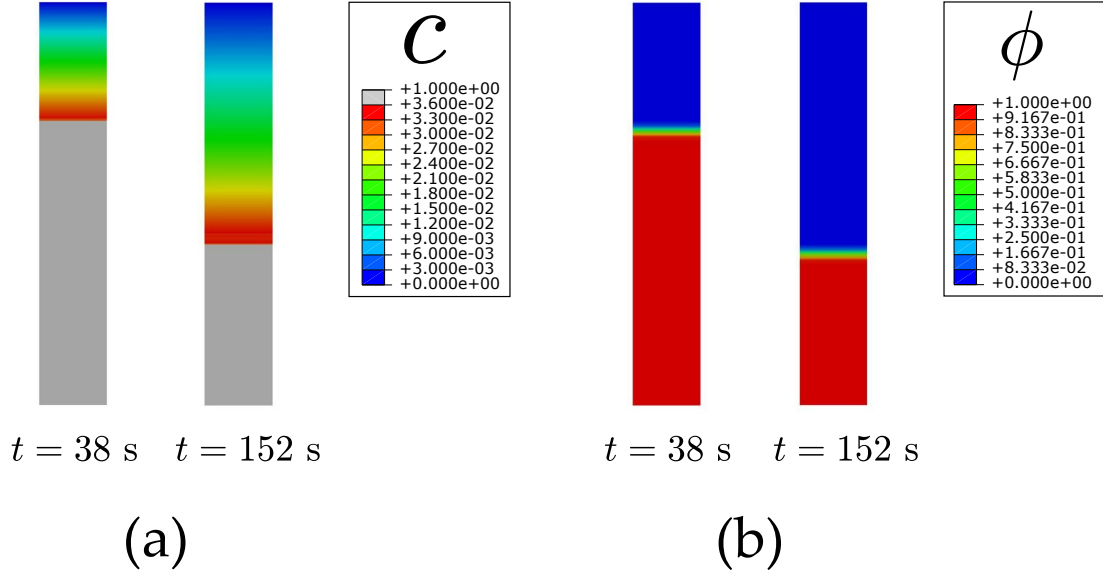 c
+1.000e+00
+3.600e-02
+3.300e-02
+3.000e-02
+2.700e-02
+2.400e-02
+2.100e-02
+1.800e-02
+1.500e-02
+1.200e-02
+9.000e-03
+6.000e-03
+3.000e-03
+0.000e+00
t = 38 s
t = 152 s
(a)
ϕ
+1.000e+00
+9.167e-01
+8.333e-01
+7.500e-01
+6.667e-01
+5.833e-01
+5.000e-01
+4.167e-01
+3.333e-01
+2.500e-01
+1.667e-01
+8.333e-02
+0.000e+00
t = 38 s
t = 152 s
(b)